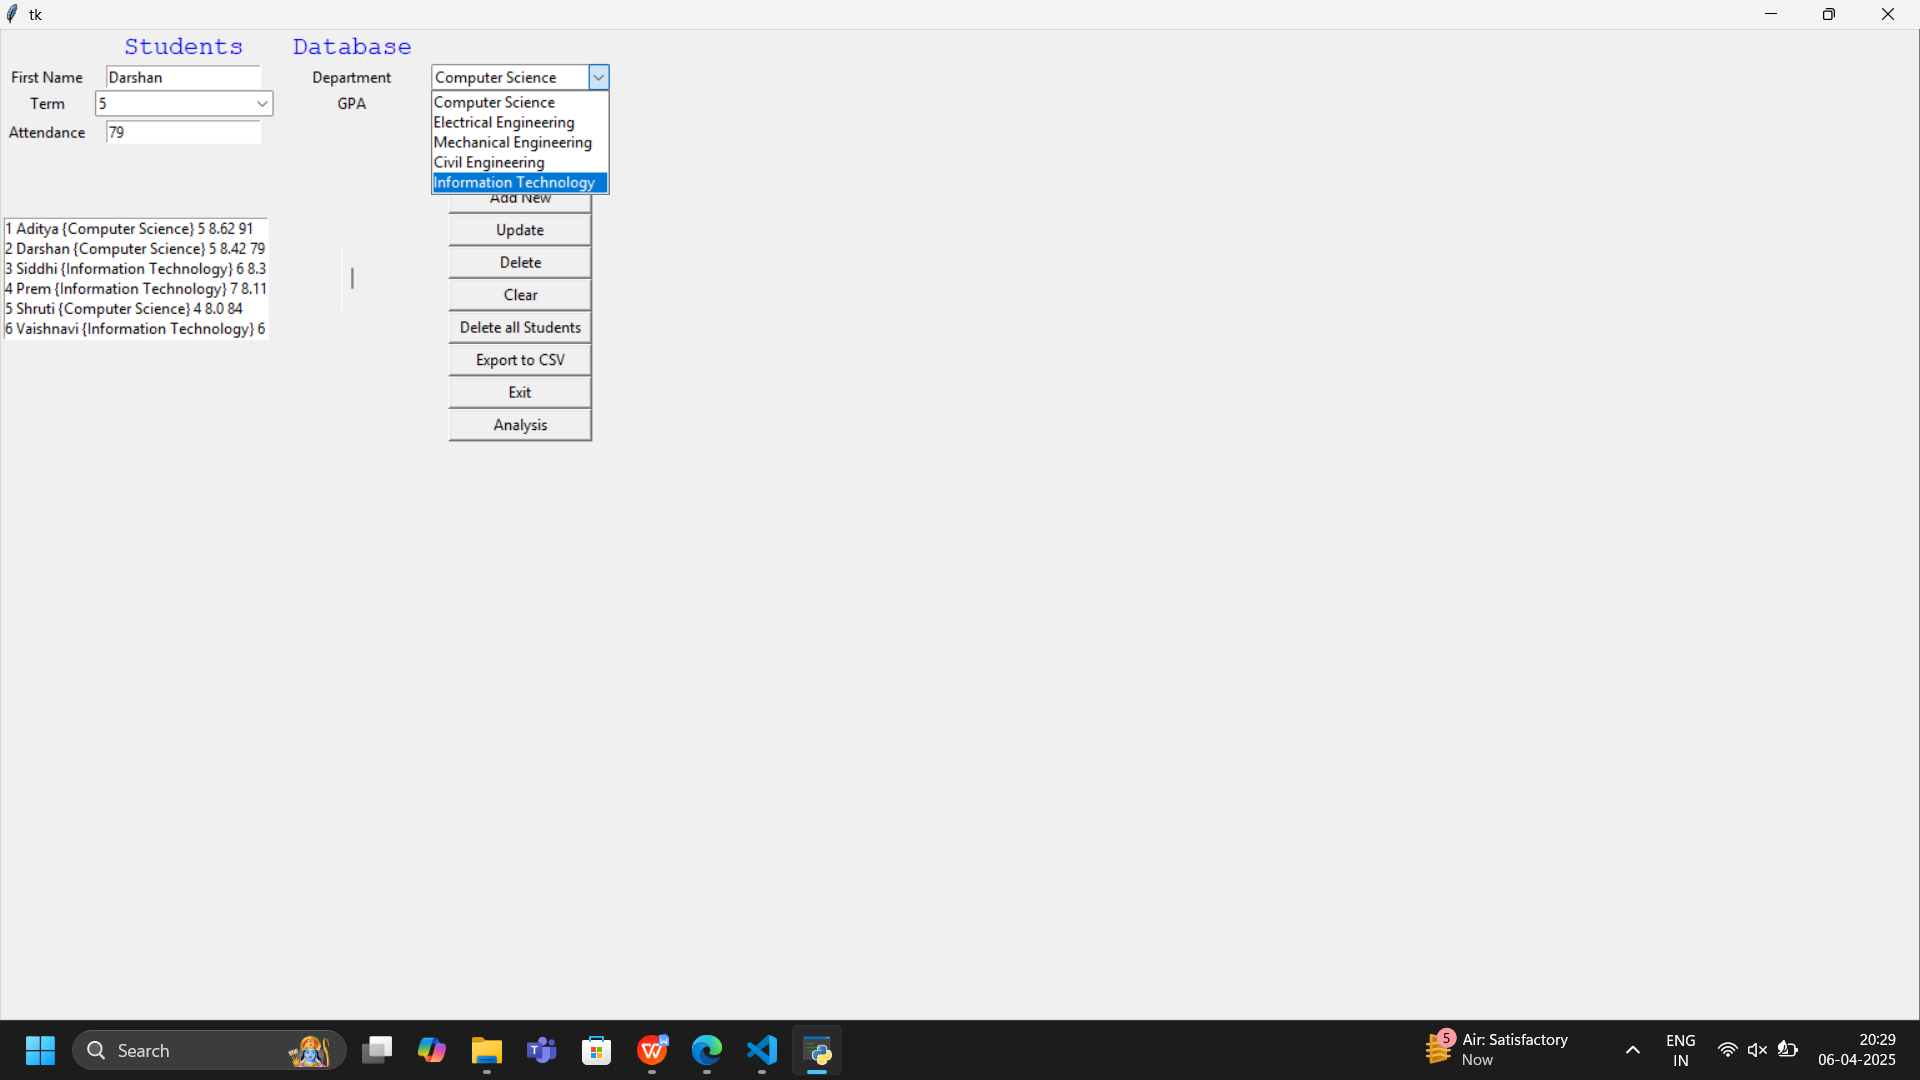 tk
Students Database
First Name Darshan Department Computer Science
Term 5 GPA
Attendance 79
Computer Science
Electrical Engineering
Mechanical Engineering
Civil Engineering
Information Technology
Add New
Update
Delete
Clear
Delete all Students
Export to CSV
Exit
Analysis
1 Aditya {Computer Science} 5 8.62 91
2 Darshan {Computer Science} 5 8.42 79
3 Siddhi {Information Technology} 6 8.3
4 Prem {Information Technology} 7 8.11
5 Shruti {Computer Science} 4 8.0 84
6 Vaishnavi {Information Technology} 6
Search
5
Air: Satisfactory
Now
ENG
IN
20:29
06-04-2025